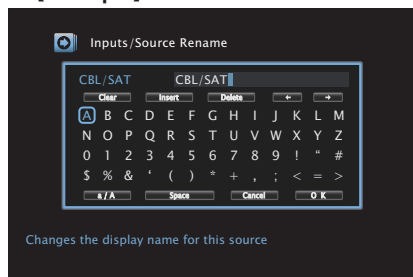 Inputs/Source Rename
CBL/SAT CBL/SAT
Clear Insert Delete ← →
A B C D E F G H I J K L M
N O P Q R S T U V W X Y Z
0 1 2 3 4 5 6 7 8 9 ! “ #
$ % & ‘ ( ) * + , ; < = >
a / A Space Cancel O K
Changes the display name for this source